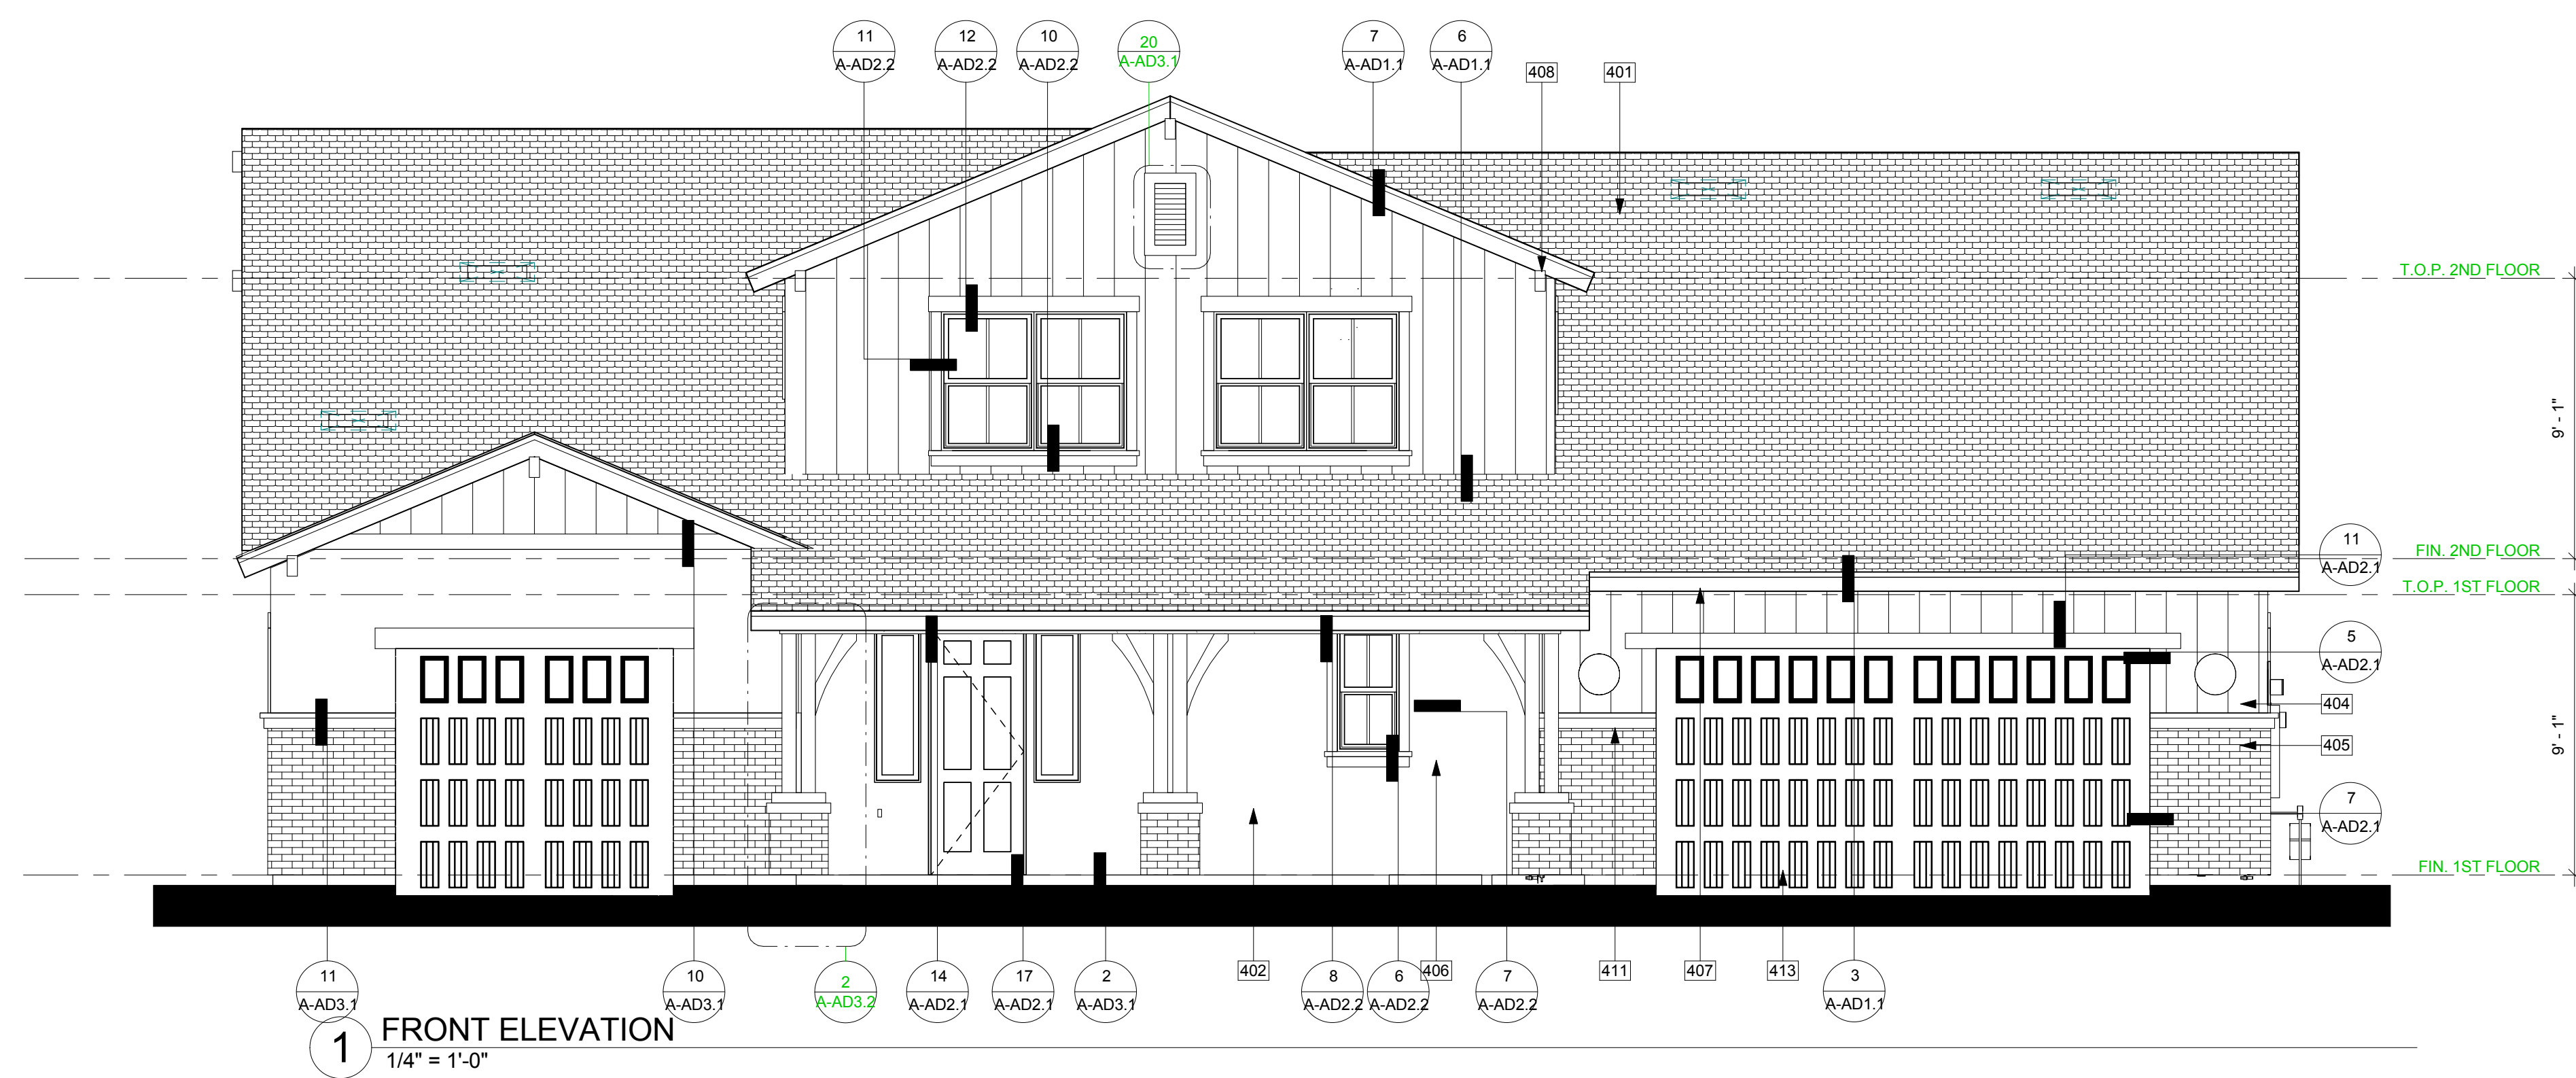 11
A-AD2.2
12
A-AD2.2
10
A-AD2.2
20
A-AD3.1
7
A-AD1.1
6
A-AD1.1
408
401
T.O.P. 2ND FLOOR
9' - 1"
FIN. 2ND FLOOR
11
A-AD2.1
T.O.P. 1ST FLOOR
5
A-AD2.1
404
9' - 1"
405
7
A-AD2.1
FIN. 1ST FLOOR
11
A-AD3.1
10
A-AD3.1
2
A-AD3.2
14
A-AD2.1
17
A-AD2.1
2
A-AD3.1
402
8
A-AD2.2
6
A-AD2.2
406
7
A-AD2.2
411
407
413
3
A-AD1.1
1
FRONT ELEVATION
1/4" = 1'-0"